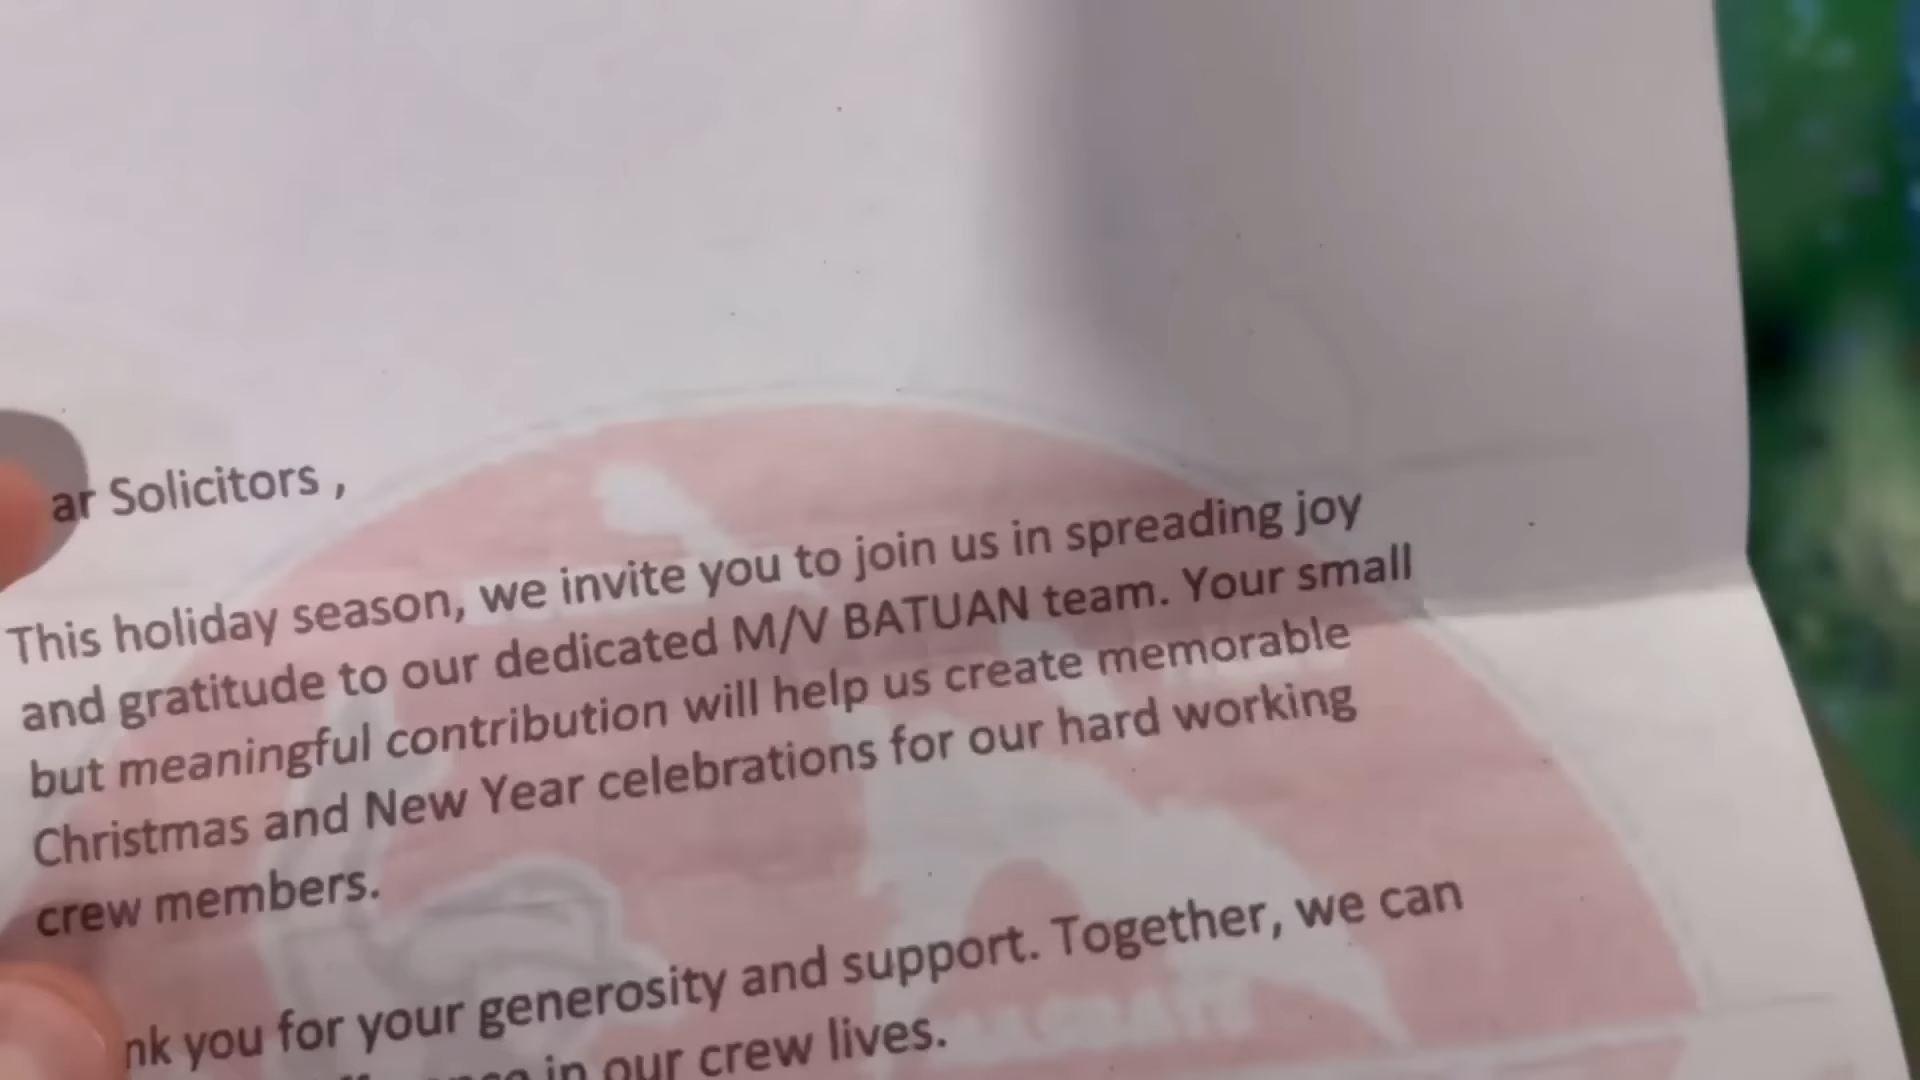 ar Solicitors ,
This holiday season, we invite you to join us in spreading joy
and gratitude to our dedicated M/V BATUAN team. Your small
but meaningful contribution will help us create memorable
Christmas and New Year celebrations for our hard working
crew members.
nk you for your generosity and support. Together, we can
in our crew lives.